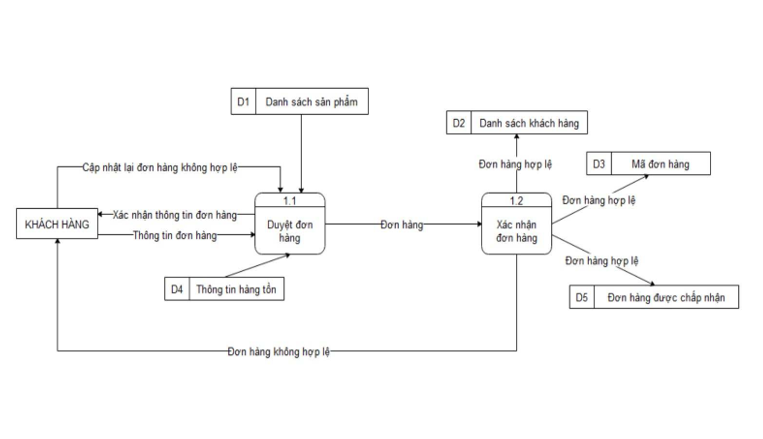 D1 Danh sách sản phẩm
D2 Danh sách khách hàng
Cập nhật lại đơn hàng không hợp lệ
Đơn hàng hợp lệ
D3 Mã đơn hàng
1.1
1.2
Đơn hàng hợp lệ
KHÁCH HÀNG
Xác nhận thông tin đơn hàng
Thông tin đơn hàng
Duyệt đơn
hàng
Đơn hàng
Xác nhận
đơn hàng
Đơn hàng hợp lệ
D4 Thông tin hàng tồn
D5 Đơn hàng được chấp nhận
Đơn hàng không hợp lệ